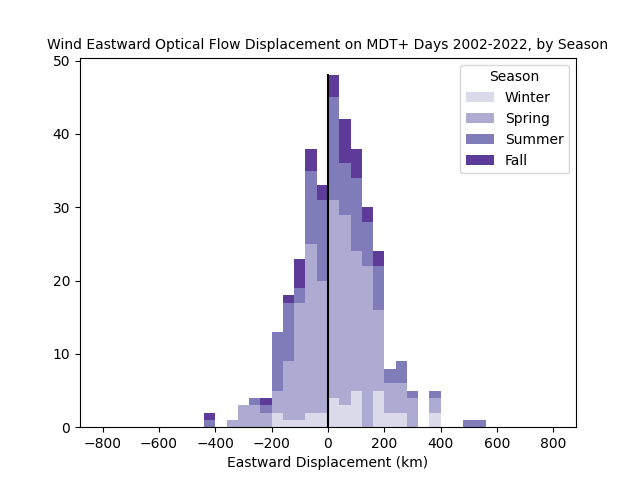 Wind Eastward Optical Flow Displacement on MDT+ Days 2002-2022, by Season
Season
Winter
Spring
Summer
Fall
50
40
30
20
10
0
−800 −600 −400 −200 0 200 400 600 800
Eastward Displacement (km)